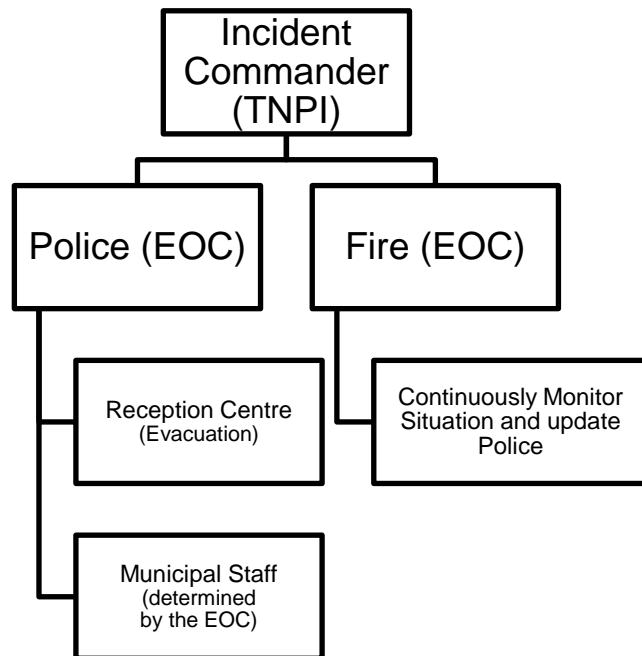 Incident
Commander
(TNPI)
Police (EOC)
Fire (EOC)
Reception Centre
(Evacuation)
Continuously Monitor
Situation and update
Police
Municipal Staff
(determined
by the EOC)